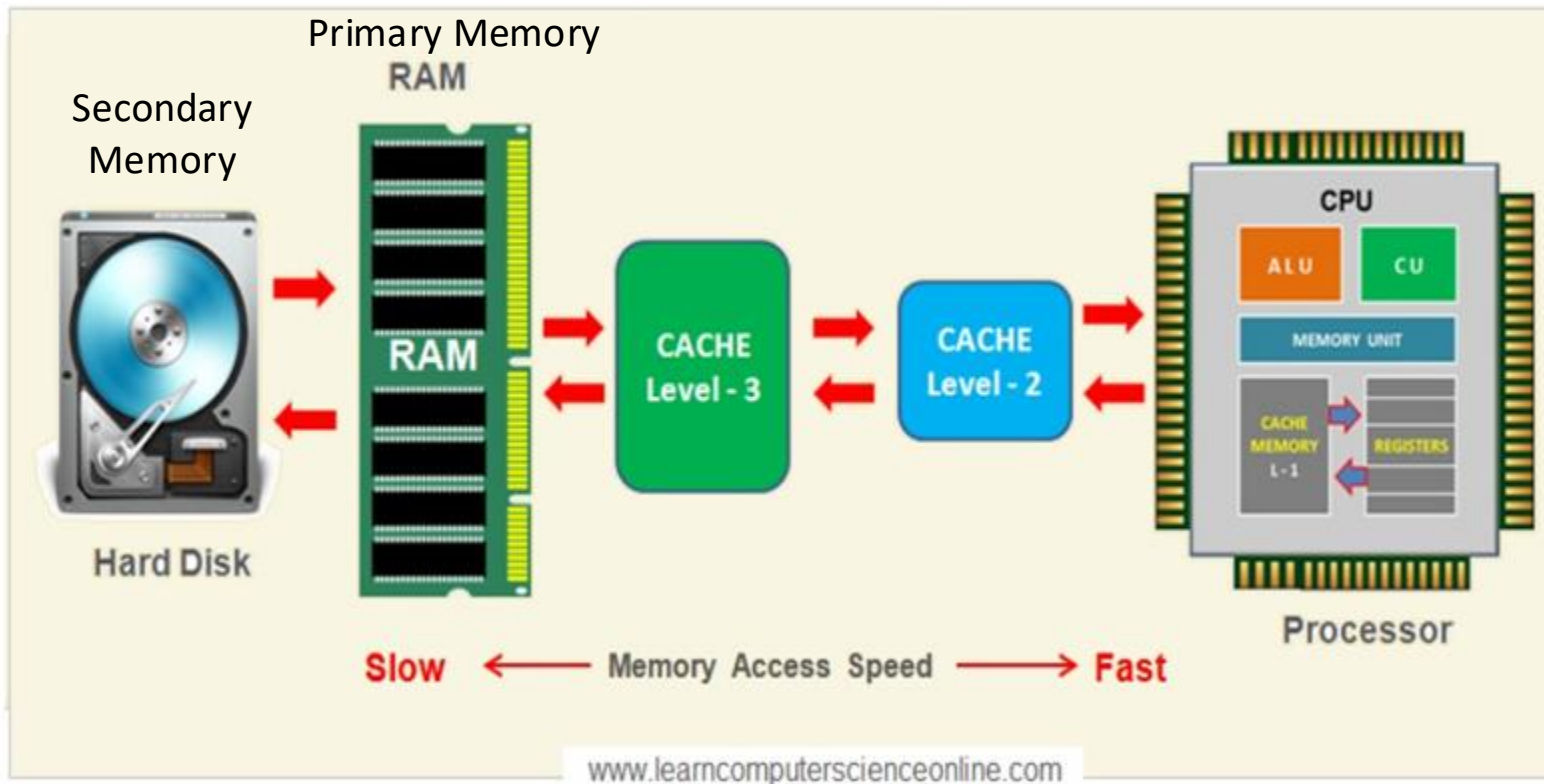 Primary Memory
RAM
Secondary
Memory
RAM
Hard Disk
CACHE
Level - 3
CACHE
Level - 2
CPU
ALU
CU
MEMORY UNIT
CACHE
MEMORY
L - 1
REGISTERS
Processor
Slow
Memory Access Speed
Fast
www.learncomputerscienceonline.com